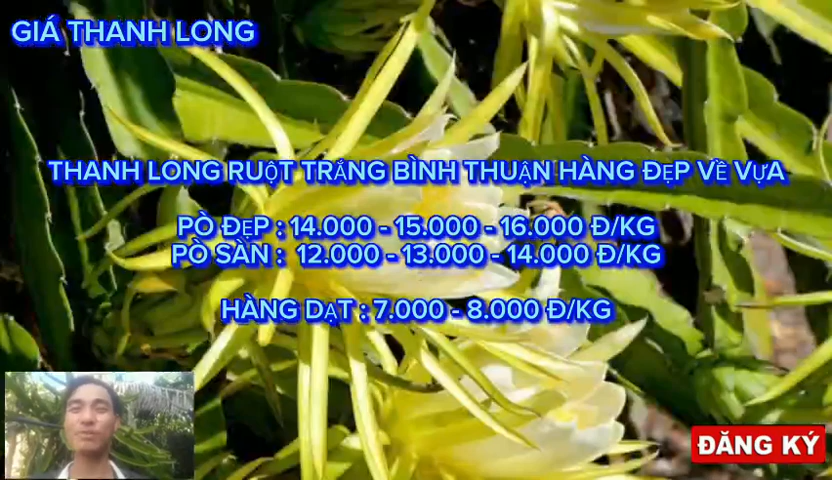 GIÁ THANH LONG
THANH LONG RUỘT TRẮNG BÌNH THUẬN HÀNG ĐẸP VỀ VỰA
PÒ ĐẸP : 14.000 - 15.000 - 16.000 Đ/KG
PÒ SẦN : 12.000 - 13.000 - 14.000 Đ/KG
HÀNG DẠT : 7.000 - 8.000 Đ/KG
ĐĂNG KÝ